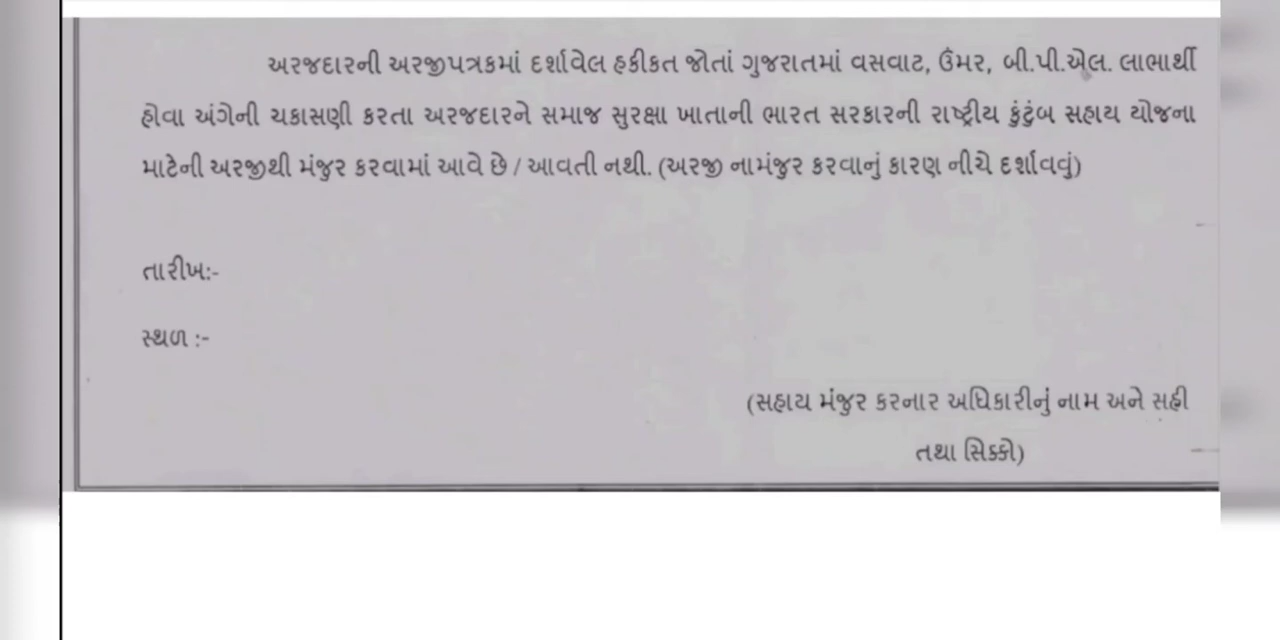 અરજદારની અરજીપત્રકમાં દર્શાવેલ હકીકત જોતાં ગુજરાતમાં વસવાટ, ઉંમર, બી.પી.એલ. લાભાર્થી
હોવા અંગેની ચકાસણી કરતા અરજદારને સમાજ સુરક્ષા ખાતાની ભારત સરકારની રાષ્ટ્રીય કુંટુંબ સહાય યોજના
માટેની અરજીથી મંજુર કરવામાં આવે છે / આવતી નથી. (અરજી નામંજુર કરવાનું કારણ નીચે દર્શાવવું)
તારીખ:-
સ્થળ :-
(સહાય મંજુર કરનાર અધિકારીનું નામ અને સહી
તથા સિક્કો)